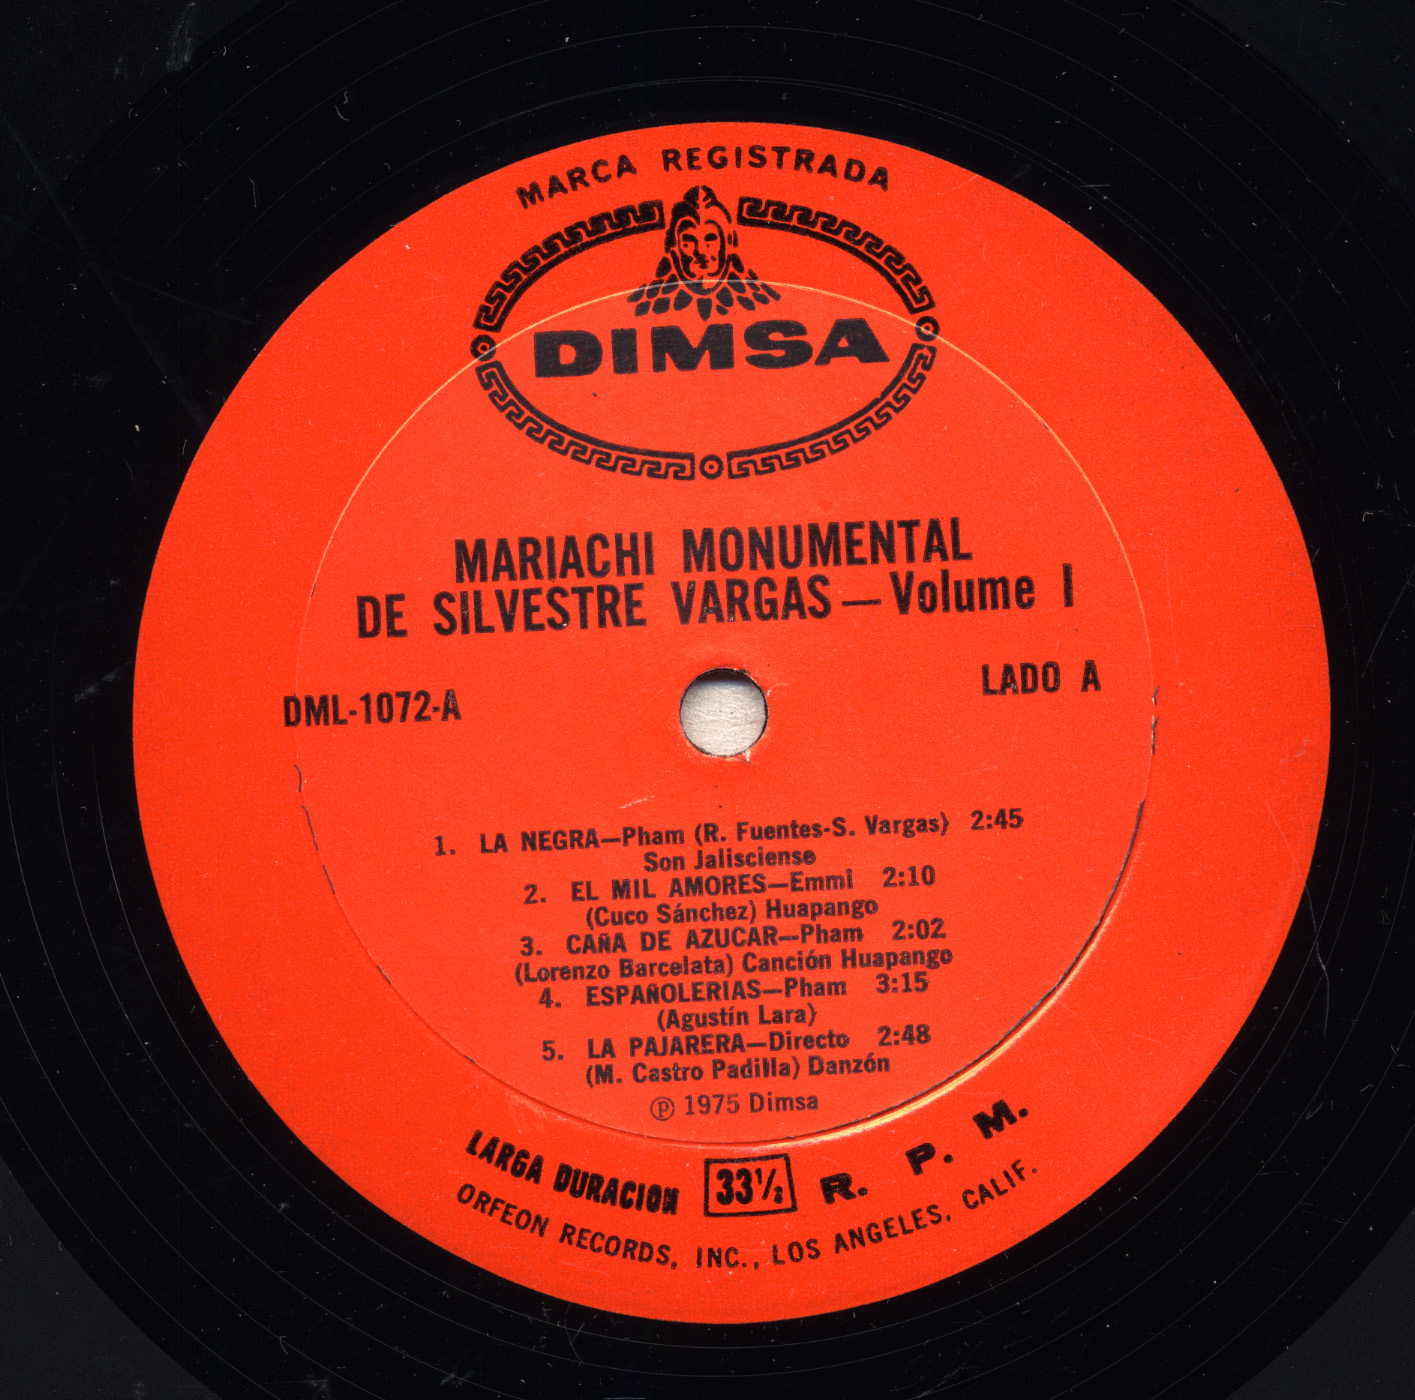 MARCA REGISTRADA
DIMSA
MARIACHI MONUMENTAL
DE SILVESTRE VARGAS—Volume I
DML-1072-A
LADO A
1. LA NEGRA—Pham (R. Fuentes-S. Vargas) 2:45
Son Jalisciense
2. EL MIL AMORES—Emmi 2:10
(Cuco Sánchez) Huapango
3. CAÑA DE AZUCAR—Pham 2:02
(Lorenzo Barcelata) Canción Huapango
4. ESPAÑOLERIAS—Pham 3:15
(Agustín Lara)
5. LA PAJARERA—Directo 2:48
(M. Castro Padilla) Danzón
℗ 1975 Dimsa
LARGA DURACION 33½ R. P. M.
ORFEON RECORDS, INC., LOS ANGELES, CALIF.